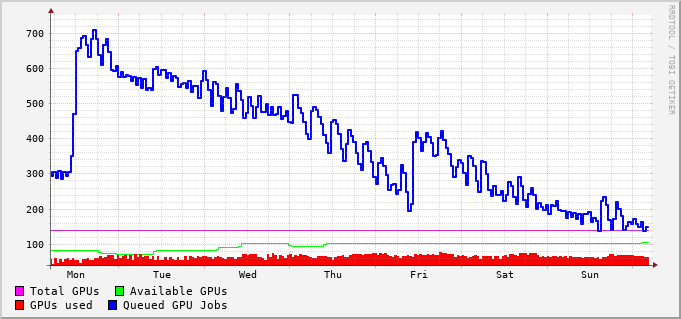 RRDTOOL / TOBI OETIKER
700
600
500
400
300
200
100
Mon Tue Wed Thu Fri Sat Sun
Total GPUs Available GPUs
GPUs used Queued GPU Jobs